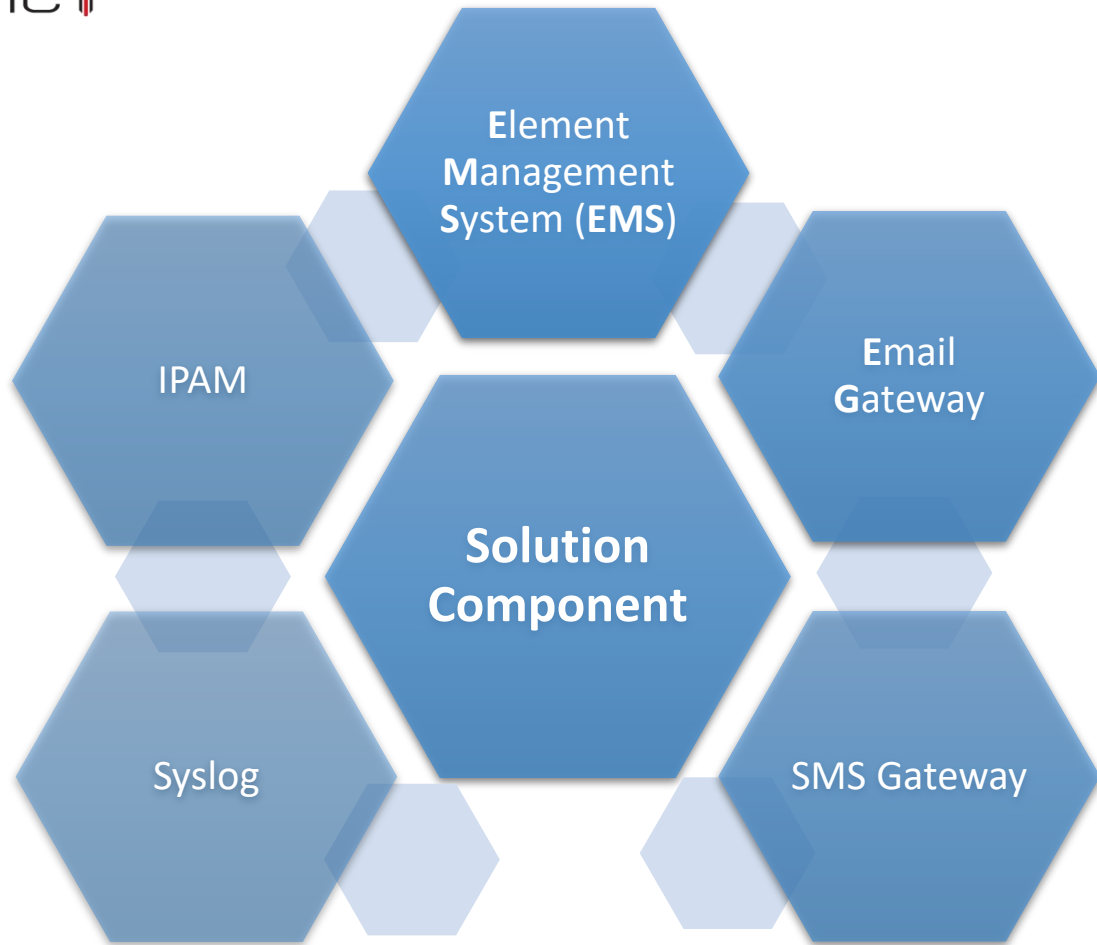 Element
Management
System (EMS)
IPAM
Email
Gateway
Solution
Component
Syslog
SMS Gateway